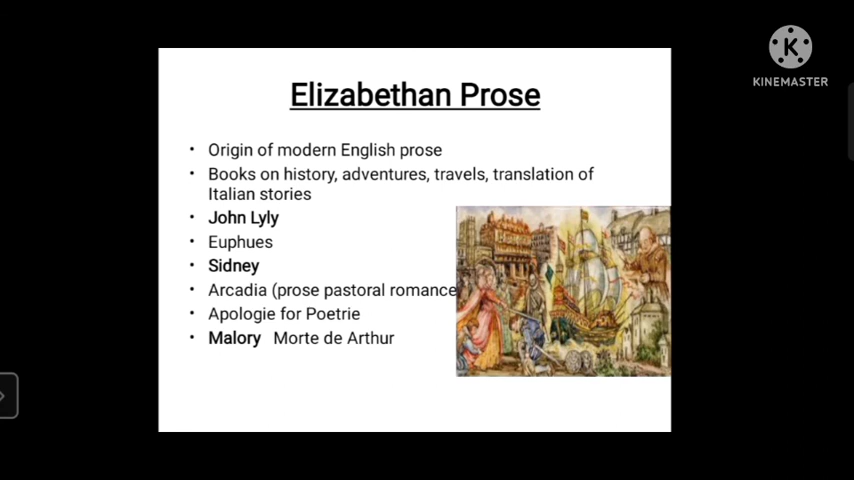 Elizabethan Prose
• Origin of modern English prose
• Books on history, adventures, travels, translation of
Italian stories
• John Lyly
• Euphues
• Sidney
• Arcadia (prose pastoral romance
• Apologie for Poetrie
• Malory Morte de Arthur
K
KINEMASTER